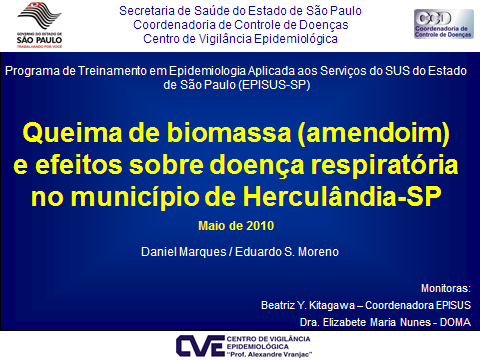 Secretaria de Saúde do Estado de São Paulo
Coordenadoria de Controle de Doenças
Centro de Vigilância Epidemiológica
GOVERNO DO ESTADO DE
SÃO PAULO
TRABALHANDO POR VOCÊ
CCD
Coordenadoria de
Controle de Doenças
Programa de Treinamento em Epidemiologia Aplicada aos Serviços do SUS do Estado
de São Paulo (EPISUS-SP)
Queima de biomassa (amendoim)
e efeitos sobre doença respiratória
no município de Herculândia-SP
Maio de 2010
Daniel Marques / Eduardo S. Moreno
Monitoras:
Beatriz Y. Kitagawa – Coordenadora EPISUS
Dra. Elizabete Maria Nunes - DOMA
CVE
CENTRO DE VIGILÂNCIA
EPIDEMIOLÓGICA
"Prof. Alexandre Vranjac"